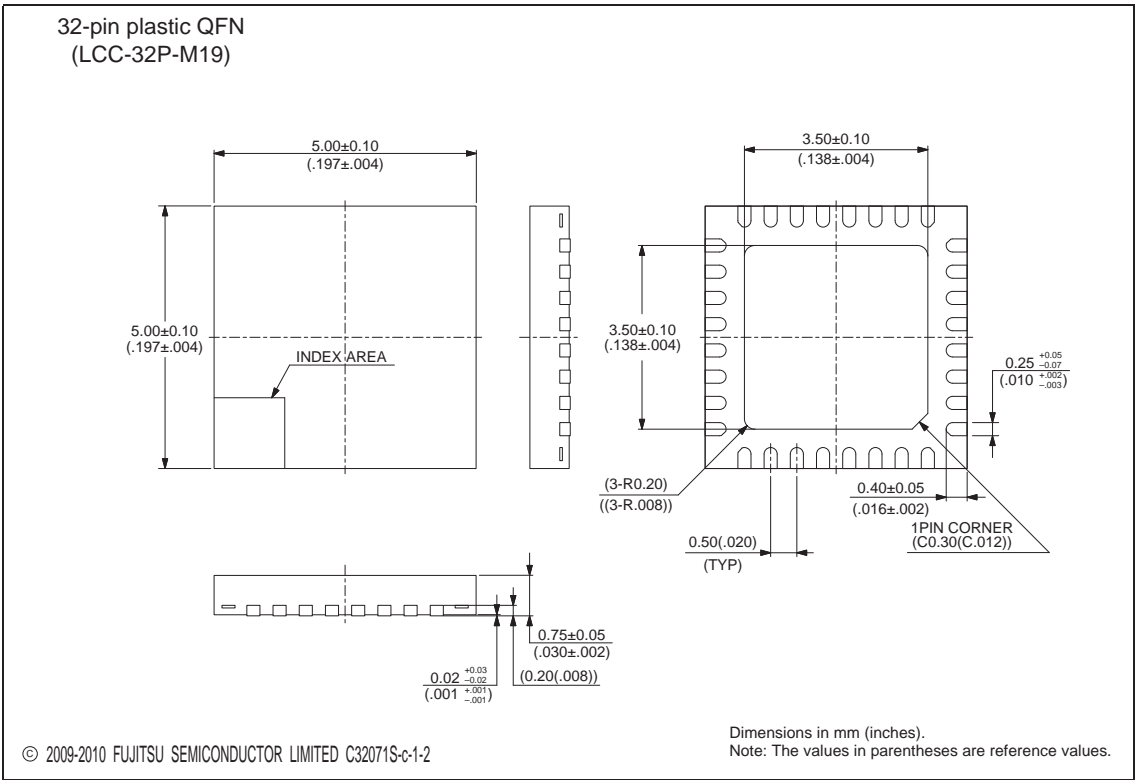 32-pin plastic QFN
(LCC-32P-M19)
5.00±0.10
(.197±.004)
3.50±0.10
(.138±.004)
5.00±0.10
(.197±.004)
INDEX AREA
3.50±0.10
(.138±.004)
0.25 +0.05 −0.07
(.010 +.002 −.003)
(3-R0.20)
((3-R.008))
0.40±0.05
(.016±.002)
0.50(.020)
(TYP)
1PIN CORNER
(C0.30(C.012))
0.75±0.05
(.030±.002)
0.02 +0.03 −0.02
(.001 +.001 −.001)
(0.20(.008))
© 2009-2010 FUJITSU SEMICONDUCTOR LIMITED C32071S-c-1-2
Dimensions in mm (inches).
Note: The values in parentheses are reference values.